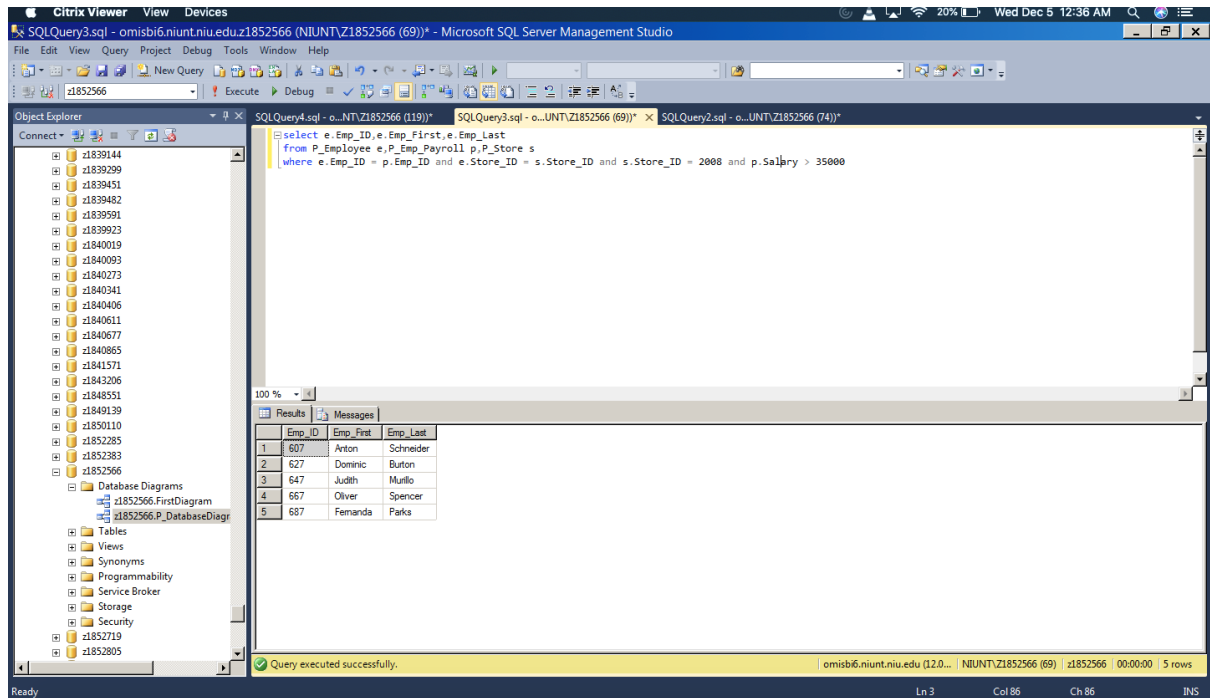 Citrix Viewer View Devices 20% Wed Dec 5 12:36 AM
SQLQuery3.sql - omisbi6.niunt.niu.edu.z1852566 (NIUNT\Z1852566 (69))* - Microsoft SQL Server Management Studio
File Edit View Query Project Debug Tools Window Help
New Query
z1852566 Execute Debug
Object Explorer
SQLQuery4.sql - o...NT\Z1852566 (119))* SQLQuery3.sql - o...UNT\Z1852566 (69))* SQLQuery2.sql - o...UNT\Z1852566 (74))*
Connect
z1839144
z1839299
z1839451
z1839482
z1839591
z1839923
z1840019
z1840093
z1840273
z1840341
z1840406
z1840611
z1840677
z1840865
z1841571
z1843206
z1848551
z1849139
z1850110
z1852285
z1852383
z1852566
Database Diagrams
z1852566.FirstDiagram
z1852566.P_DatabaseDiagr
Tables
Views
Synonyms
Programmability
Service Broker
Storage
Security
z1852719
z1852805
select e.Emp_ID,e.Emp_First,e.Emp_Last
from P_Employee e,P_Emp_Payroll p,P_Store s
where e.Emp_ID = p.Emp_ID and e.Store_ID = s.Store_ID and s.Store_ID = 2008 and p.Salary > 35000
100 %
Results Messages
Emp_ID Emp_First Emp_Last
1 607 Anton Schneider
2 627 Dominic Burton
3 647 Judith Murillo
4 667 Oliver Spencer
5 687 Fernanda Parks
Query executed successfully. omisbi6.niunt.niu.edu (12.0... NIUNT\Z1852566 (69) z1852566 00:00:00 5 rows
Ready Ln 3 Col 86 Ch 86 INS